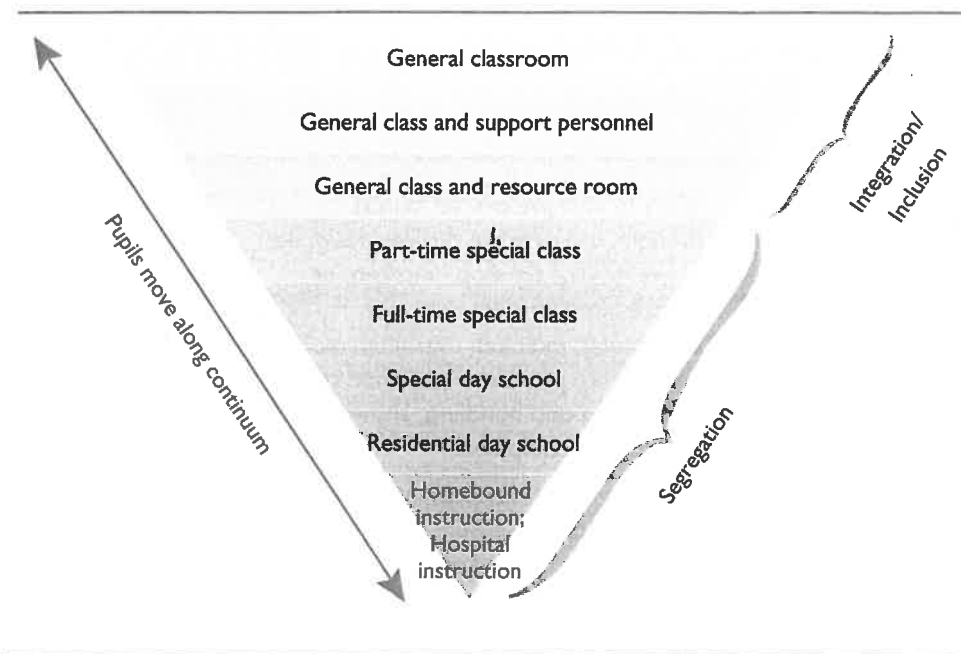 General classroom
General class and support personnel
General class and resource room
Part-time special class
Full-time special class
Special day school
Residential day school
Homebound
instruction;
Hospital
instruction
Pupils move along continuum
Integration/
Inclusion
Segregation